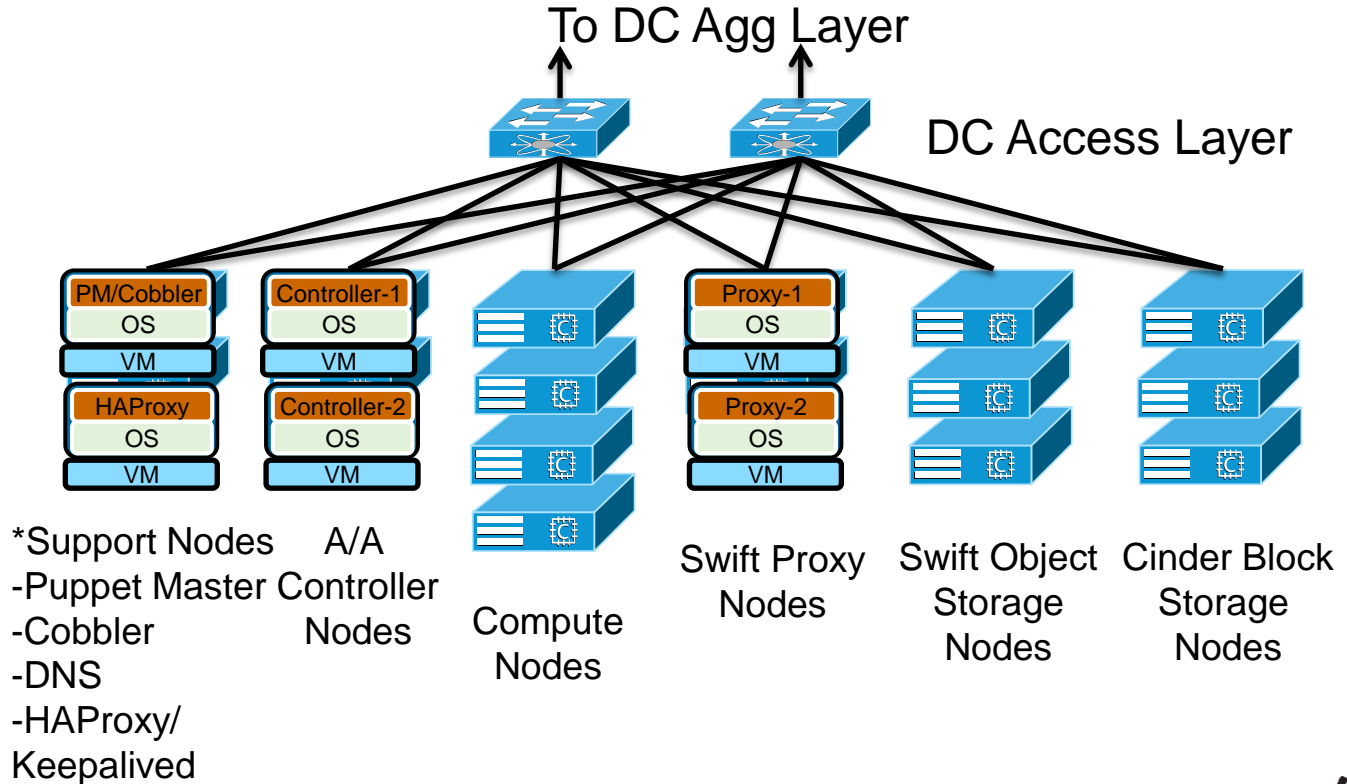 To DC Agg Layer
DC Access Layer
PM/Cobbler
OS
VM
HAProxy
OS
VM
Controller-1
OS
VM
Controller-2
OS
VM
C
C
C
C
Proxy-1
OS
VM
Proxy-2
OS
VM
C
C
C
C
C
C
*Support Nodes
-Puppet Master
-Cobbler
-DNS
-HAProxy/
Keepalived
A/A
Controller
Nodes
Compute
Nodes
Swift Proxy
Nodes
Swift Object
Storage
Nodes
Cinder Block
Storage
Nodes